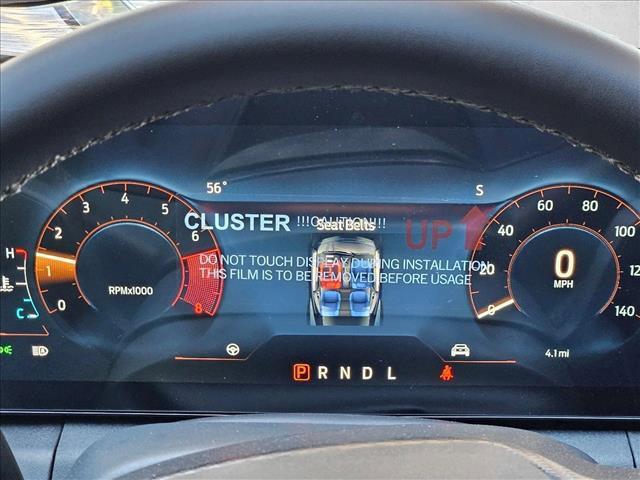 56° S
CLUSTER !!!CAUTION!!! UP
Seat Belts
DO NOT TOUCH DISPLAY DURING INSTALLATION
THIS FILM IS TO BE REMOVED BEFORE USAGE
H
C
0 1 2 3 4 5 6 8
RPMx1000
0 20 40 60 80 100 120 140
0
MPH
4.1 mi
P R N D L